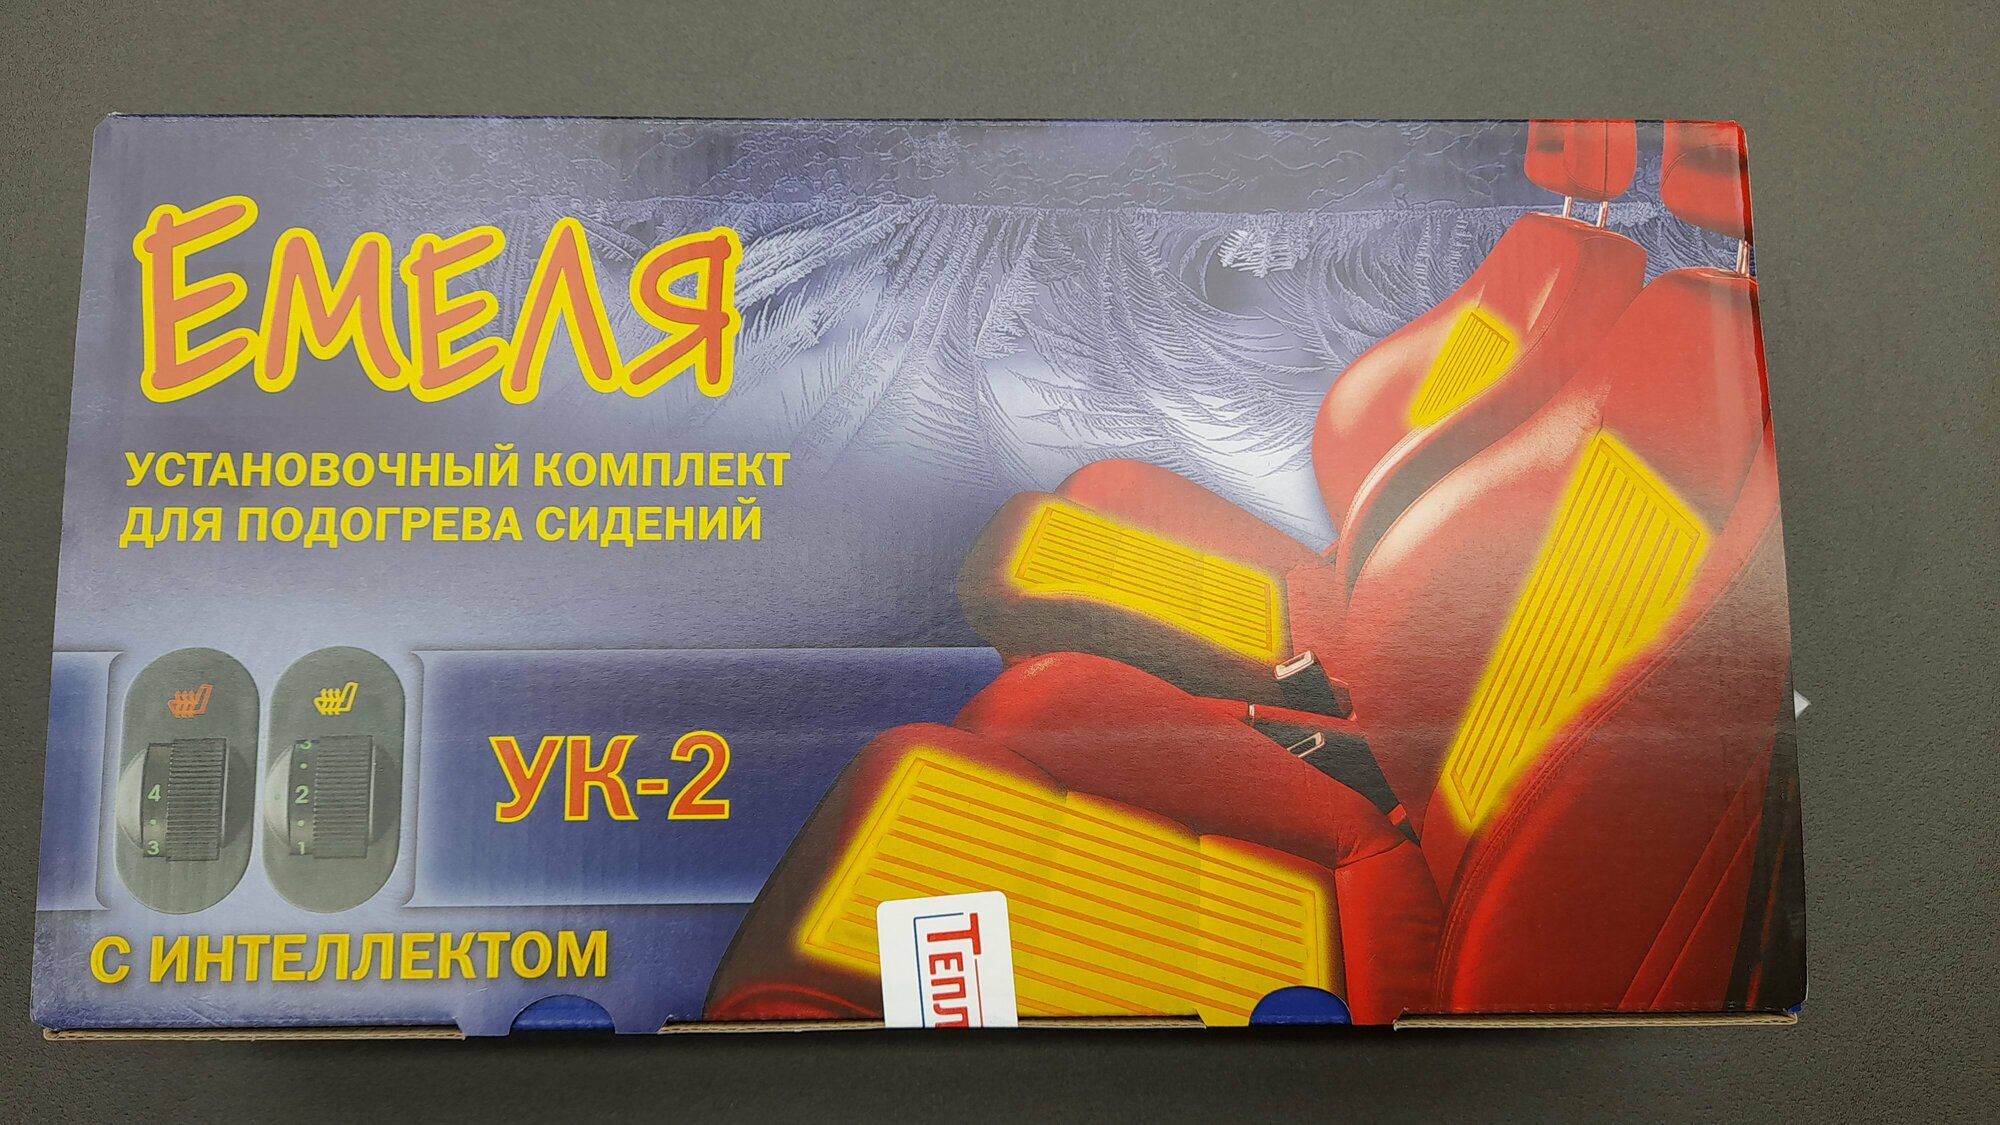 ЕМЕЛЯ
УСТАНОВОЧНЫЙ КОМПЛЕКТ
ДЛЯ ПОДОГРЕВА СИДЕНИЙ
4
3
3
2
1
УК-2
С ИНТЕЛЛЕКТОМ